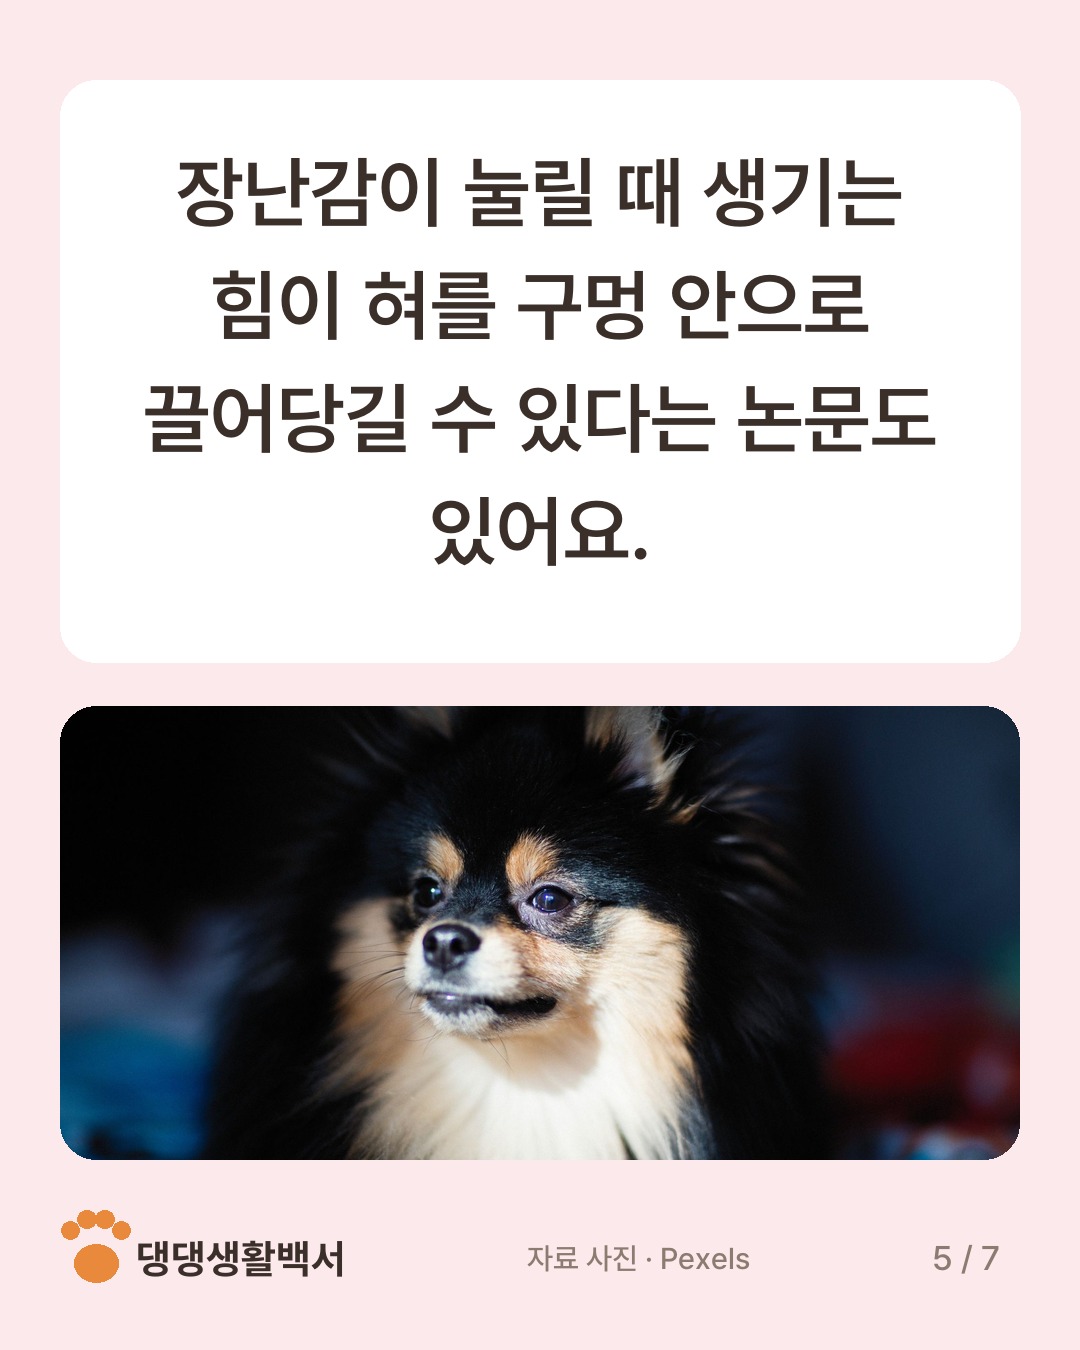 장난감이 눌릴 때 생기는
힘이 혀를 구멍 안으로
끌어당길 수 있다는 논문도
있어요.
댕댕생활백서
자료 사진 · Pexels
5 / 7